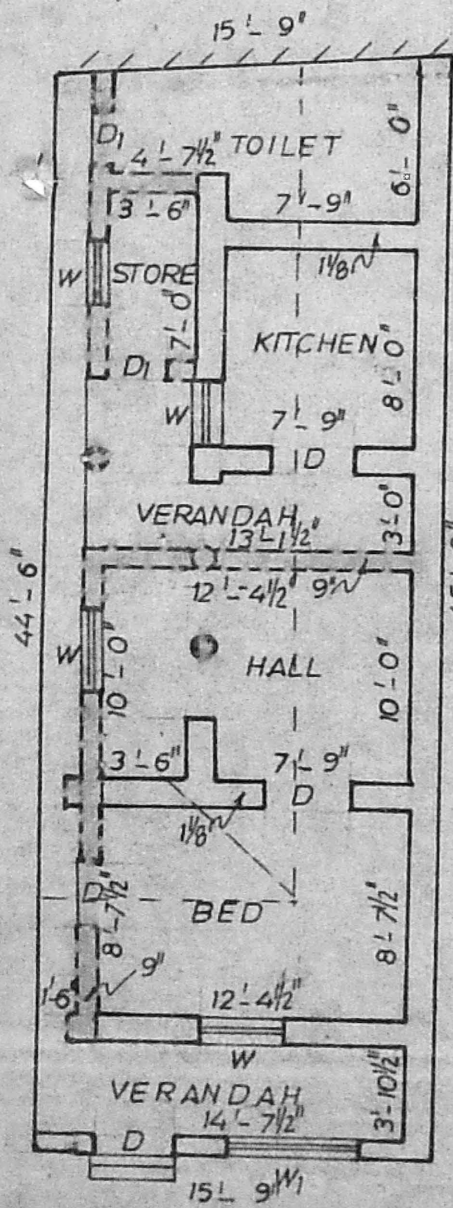 15'-9"
D1
TOILET
4'-7½"
6'-0"
3'-6"
7'-9"
1⅛
W
STORE
7'-0"
KITCHEN
8'-0"
D1
W
7'-9"
D
VERANDAH
13'-1½"
3'-0"
12'-4½"
9"
44'-6"
W
10'-0"
HALL
10'-0"
3'-6"
7'-9"
D
1⅛
D
8'-7½"
BED
8'-7½"
1'-6"
9"
12'-4½"
W
VERANDAH
3'-10½"
14'-7½"
D
15'-9"
W1